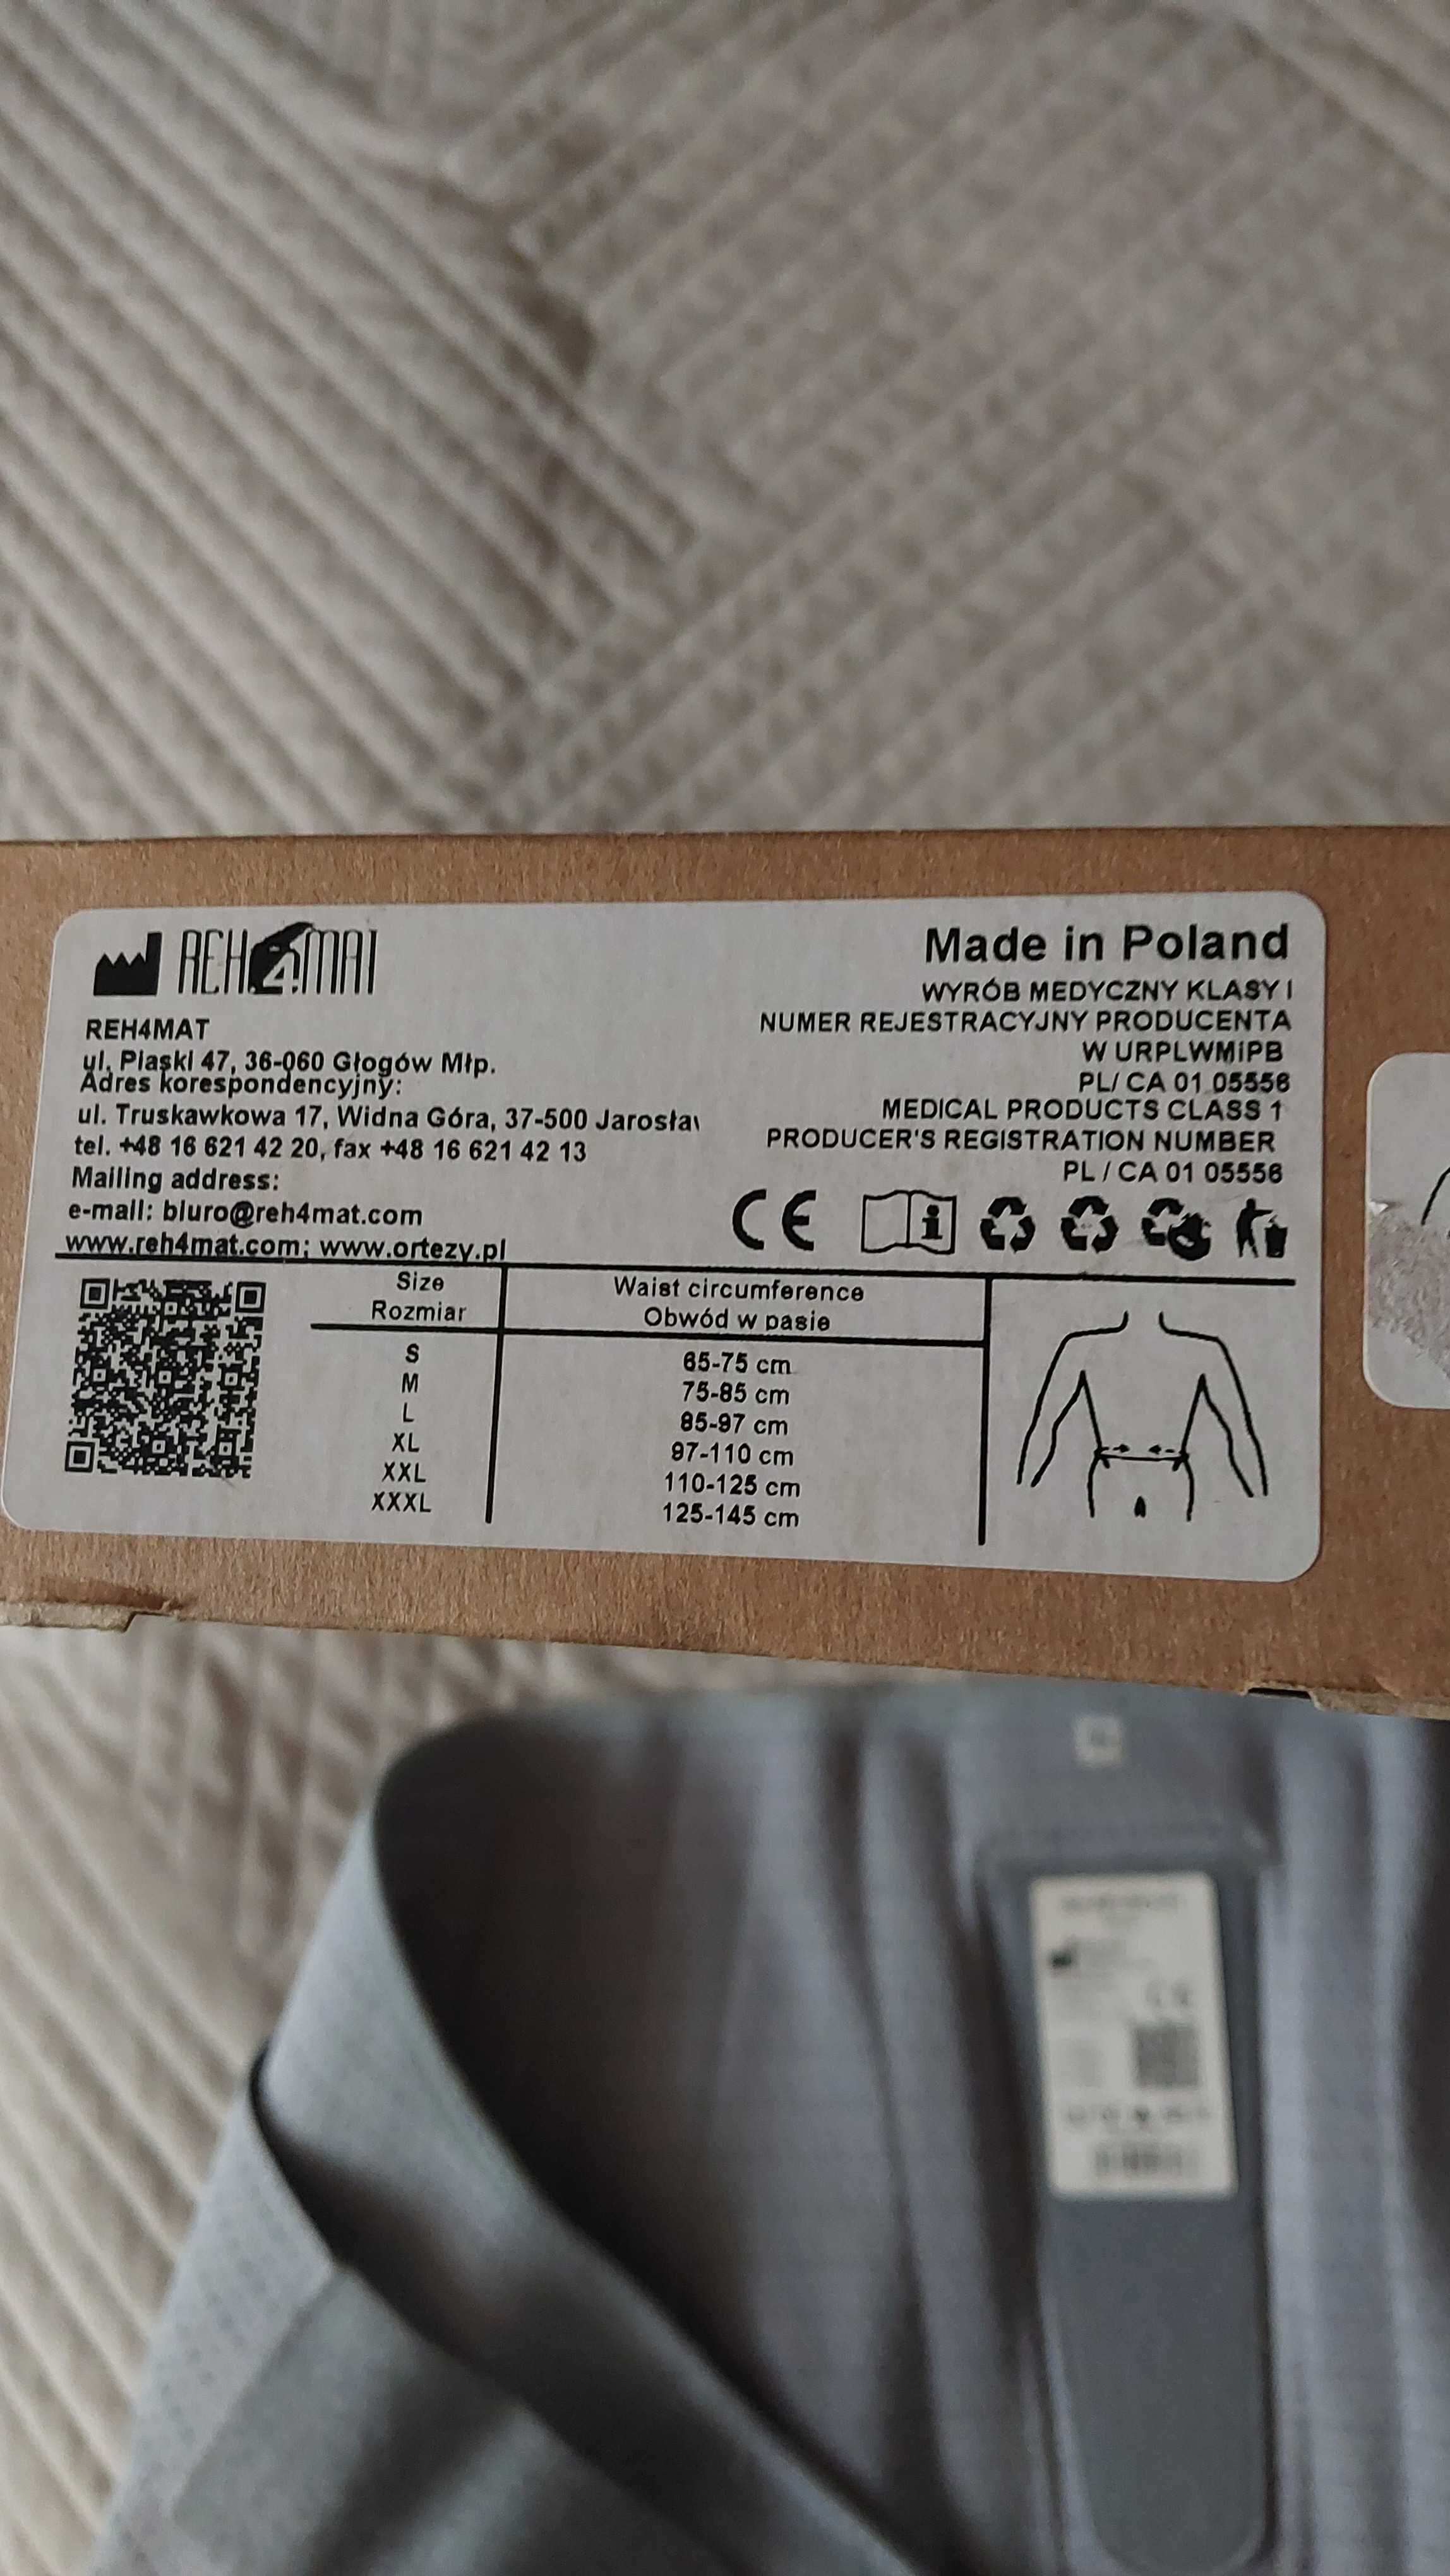 REH4MAT
Made in Poland
WYRÓB MEDYCZNY KLASY I
NUMER REJESTRACYJNY PRODUCENTA
W URPLWMiPB
PL/ CA 01 05556
MEDICAL PRODUCTS CLASS 1
PRODUCER'S REGISTRATION NUMBER
PL / CA 01 05556
REH4MAT
ul. Piaski 47, 36-060 Głogów Młp.
Adres korespondencyjny:
ul. Truskawkowa 17, Widna Góra, 37-500
tel. +48 16 621 42 20, fax +48 16 621 42 13
Mailing address:
e-mail: biuro@reh4mat.com
www.reh4mat.com; www.ortezy.pl
CE
Size Waist circumference
Rozmiar Obwód w pasie
S 65-75 cm
M 75-85 cm
L 85-97 cm
XL 97-110 cm
XXL 110-125 cm
XXXL 125-145 cm